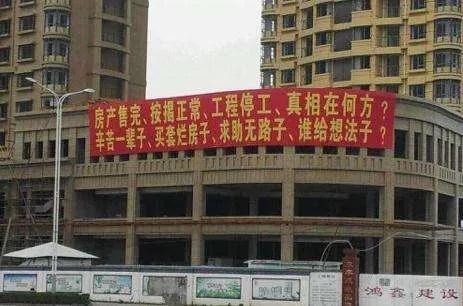 房产售完、按揭正常、工程停工、真相在何方？
辛苦一辈子、买套烂房子、求助无路子、谁给想法子？
鸿鑫建设